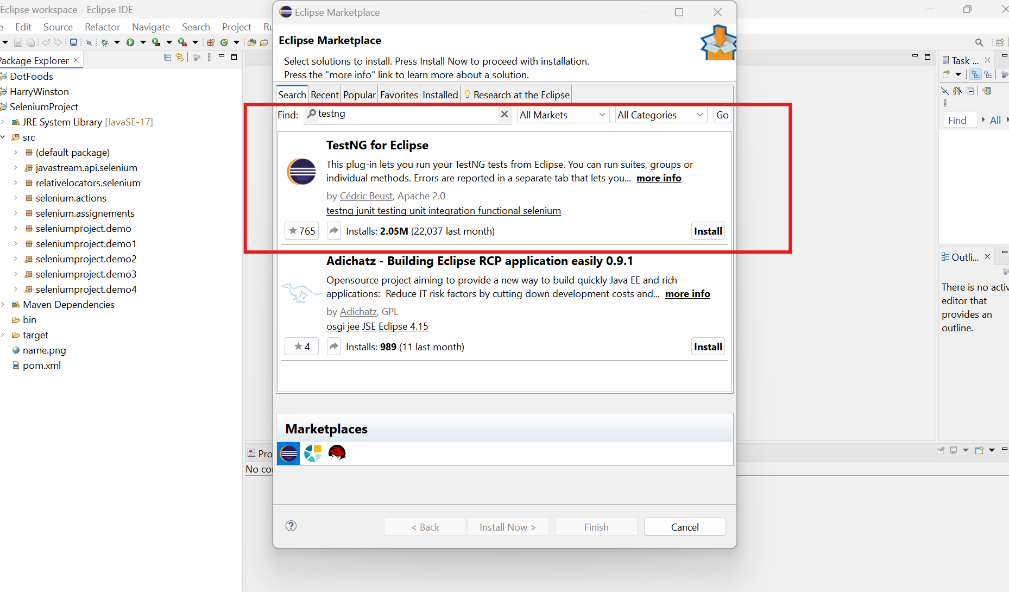 Eclipse workspace - Eclipse IDE
Edit Source Refactor Navigate Search Project
Package Explorer
DotFoods
HarryWinston
SeleniumProject
JRE System Library [JavaSE-17]
src
(default package)
javastream.api.selenium
relativelocators.selenium
selenium.actions
selenium.assignements
seleniumproject.demo
seleniumproject.demo1
seleniumproject.demo2
seleniumproject.demo3
seleniumproject.demo4
Maven Dependencies
bin
target
name.png
pom.xml
Eclipse Marketplace
Eclipse Marketplace
Select solutions to install. Press Install Now to proceed with installation.
Press the "more info" link to learn more about a solution.
Search Recent Popular Favorites Installed Research at the Eclipse
Find: testng All Markets All Categories Go
TestNG for Eclipse
This plug-in lets you run your TestNG tests from Eclipse. You can run suites, groups or
individual methods. Errors are reported in a separate tab that lets you... more info
by Cédric Beust, Apache 2.0
testng junit testing unit integration functional selenium
765 Installs: 2.05M (22,037 last month) Install
Adichatz - Building Eclipse RCP application easily 0.9.1
Opensource project aiming to provide a new way to build quickly Java EE and rich
applications: Reduce IT risk factors by cutting down development costs and... more info
by Adichatz, GPL
osgi jee JSE Eclipse 4.15
4 Installs: 989 (11 last month) Install
Marketplaces
? < Back Install Now > Finish Cancel
Pro
No co
Task ...
Find All
Outli...
There is no activ
editor that
provides an
outline.